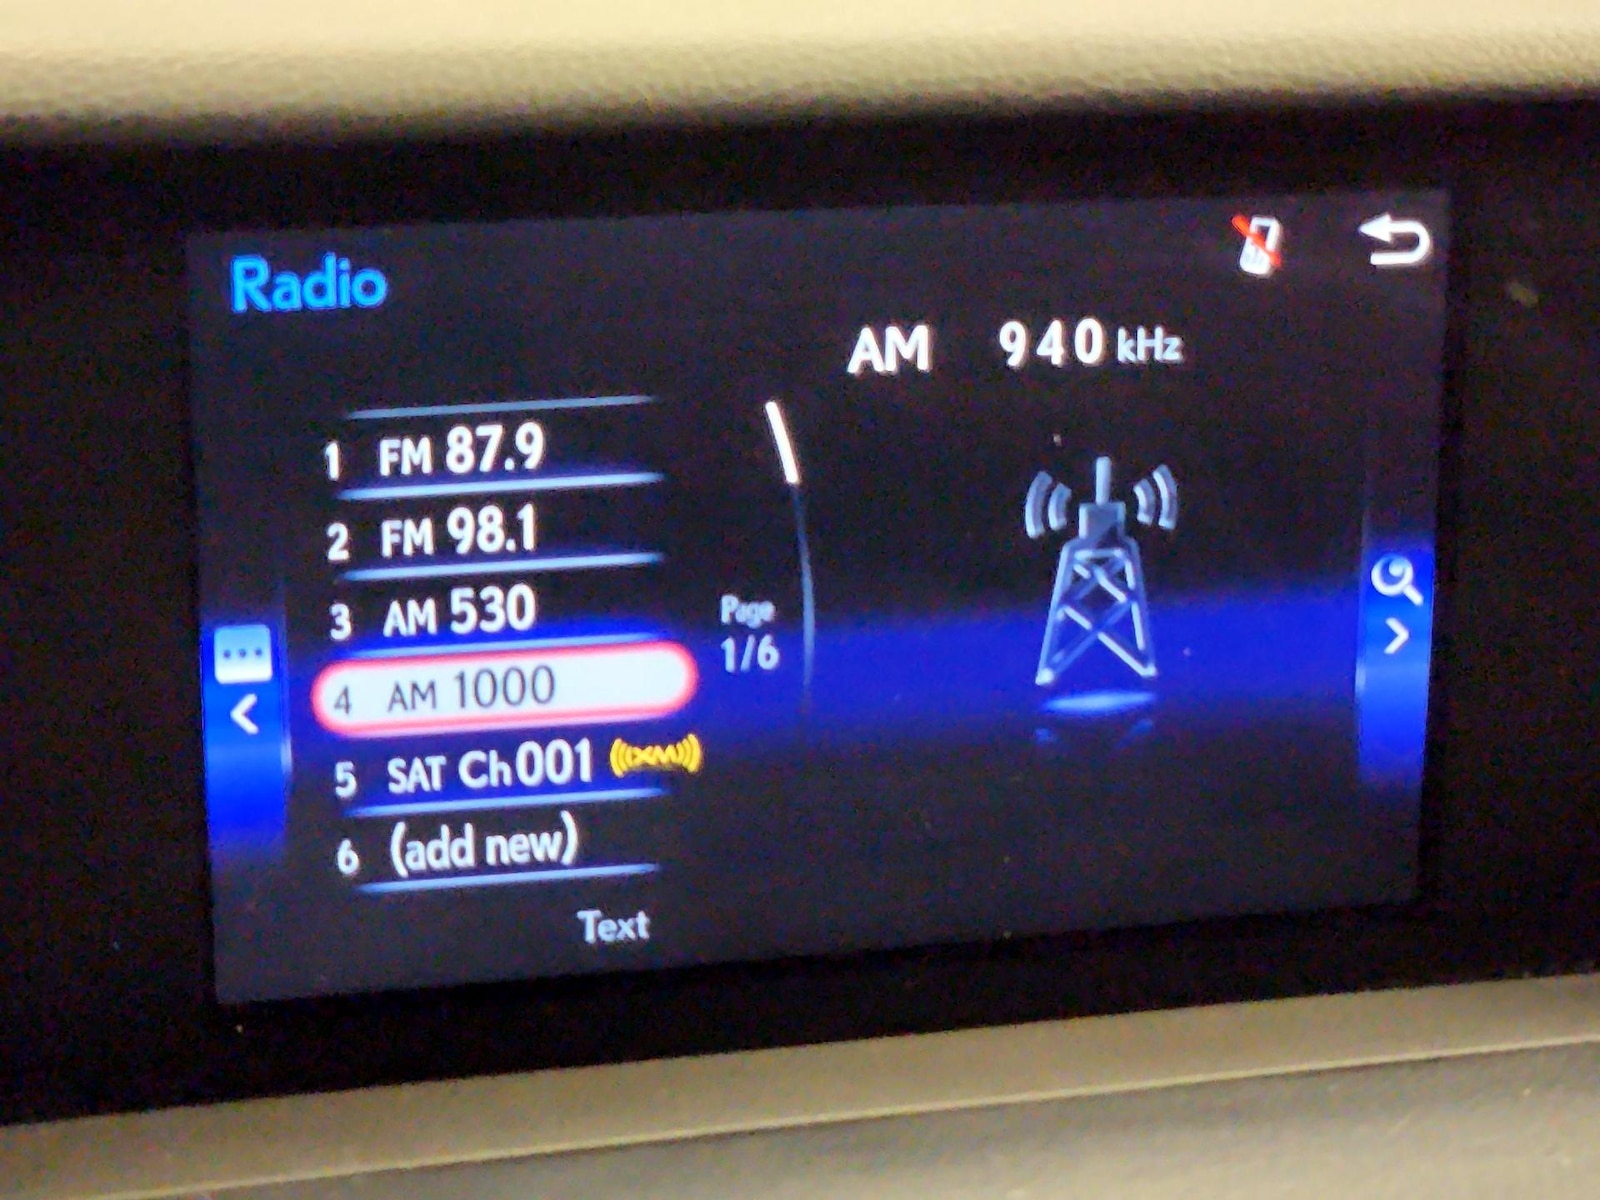 Radio
AM 940 kHz
1 FM 87.9
2 FM 98.1
3 AM 530
Page
1/6
4 AM 1000
5 SAT Ch001 ((XM))
6 (add new)
Text